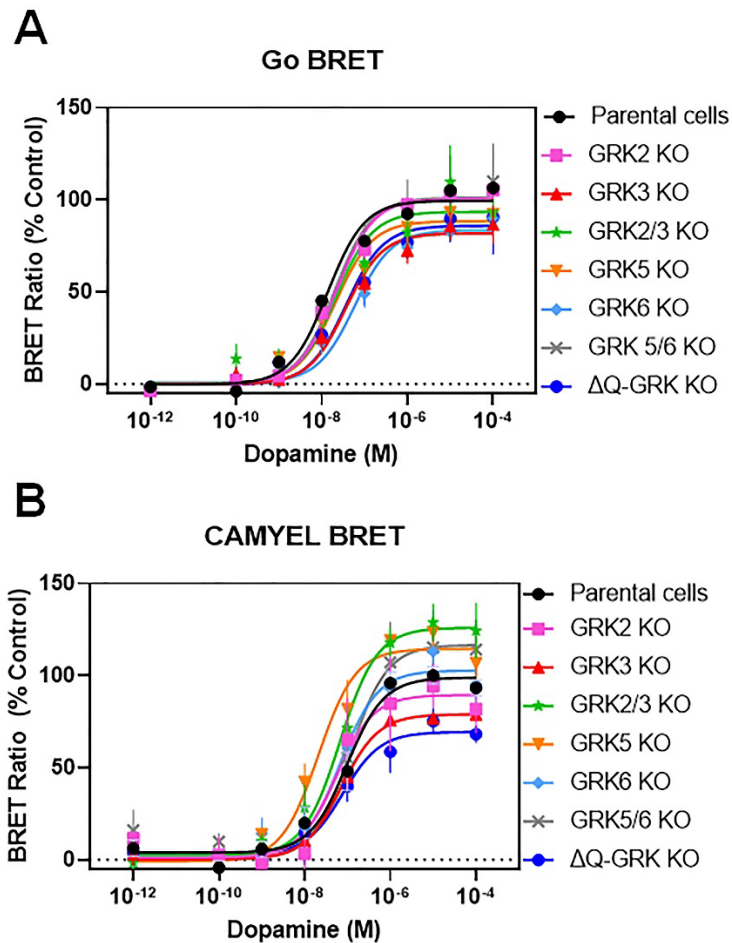 A
Go BRET
BRET Ratio (% Control)
150
100
50
0
10⁻¹² 10⁻¹⁰ 10⁻⁸ 10⁻⁶ 10⁻⁴
Dopamine (M)
Parental cells
GRK2 KO
GRK3 KO
GRK2/3 KO
GRK5 KO
GRK6 KO
GRK 5/6 KO
ΔQ-GRK KO
B
CAMYEL BRET
BRET Ratio (% Control)
150
100
50
0
10⁻¹² 10⁻¹⁰ 10⁻⁸ 10⁻⁶ 10⁻⁴
Dopamine (M)
Parental cells
GRK2 KO
GRK3 KO
GRK2/3 KO
GRK5 KO
GRK6 KO
GRK5/6 KO
ΔQ-GRK KO